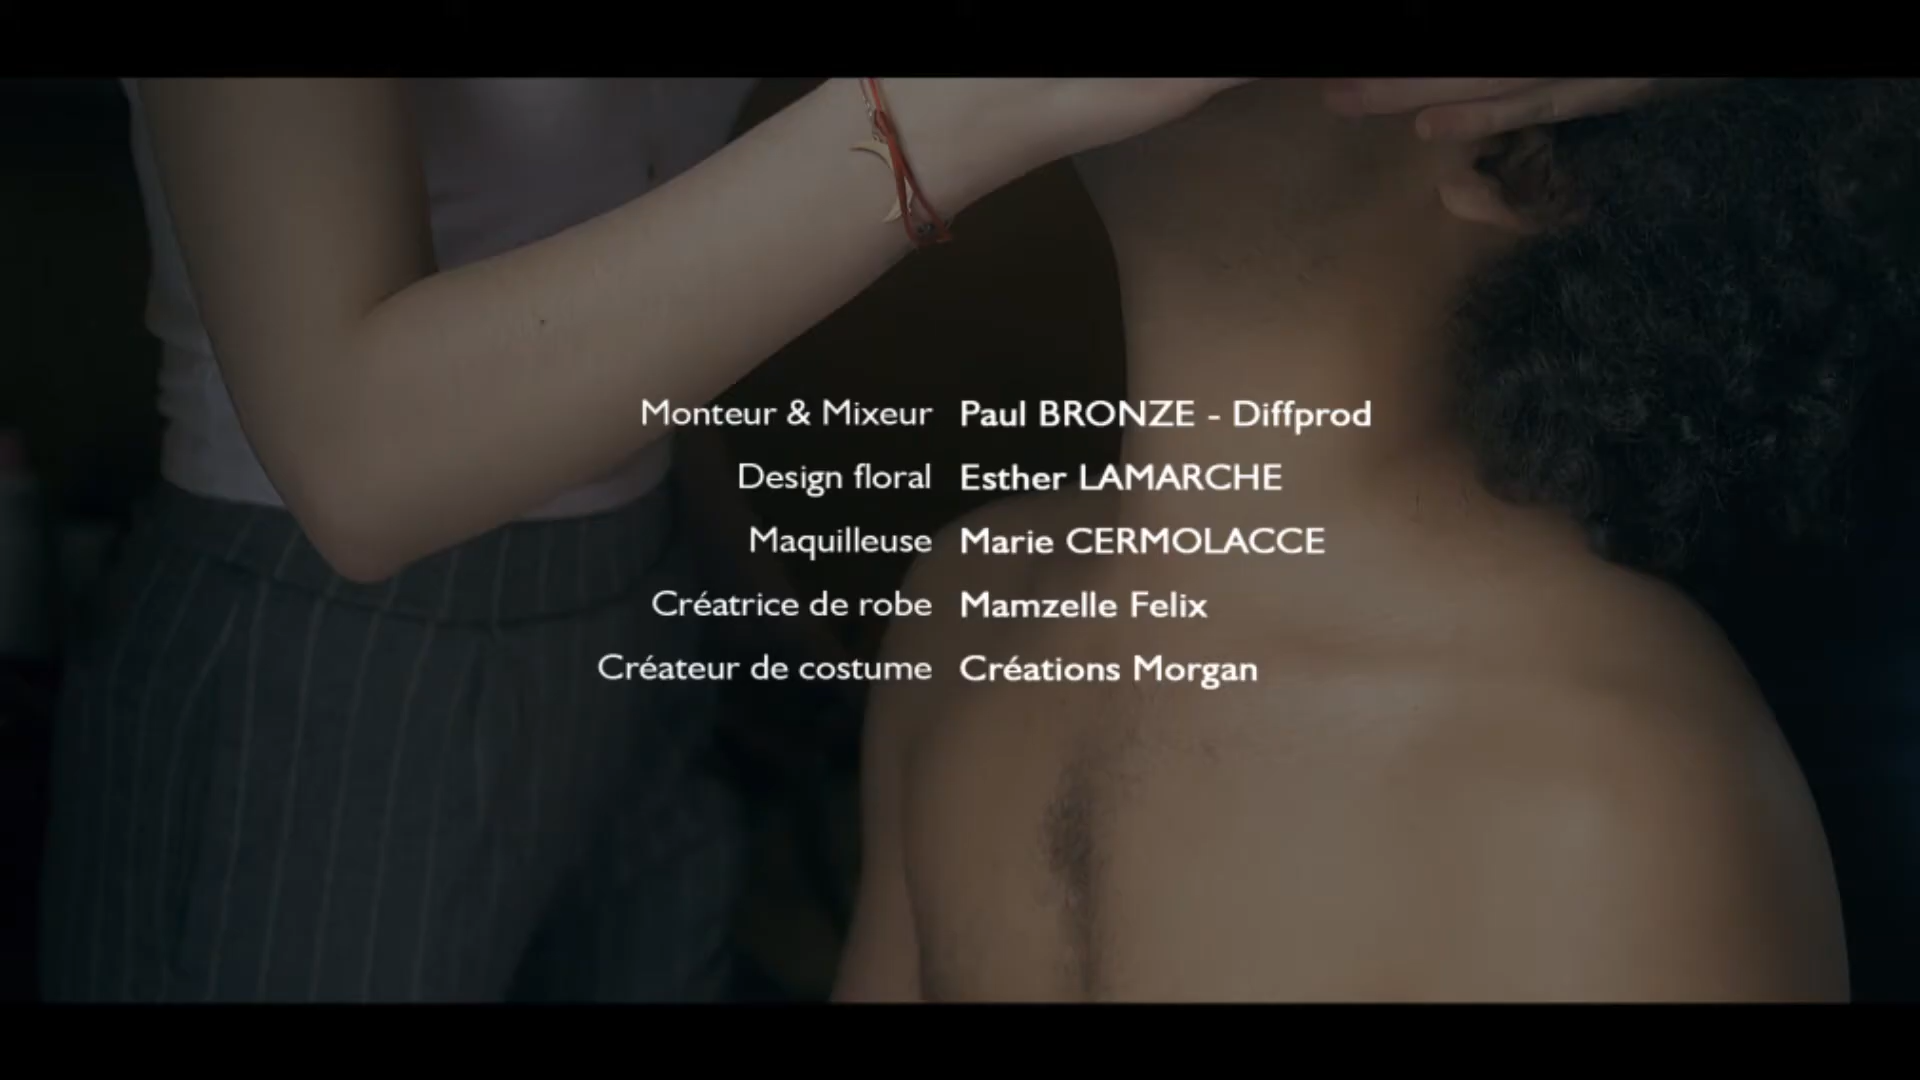 Monteur & Mixeur Paul BRONZE - Diffprod
Design floral Esther LAMARCHE
Maquilleuse Marie CERMOLACCE
Créatrice de robe Mamzelle Felix
Créateur de costume Créations Morgan